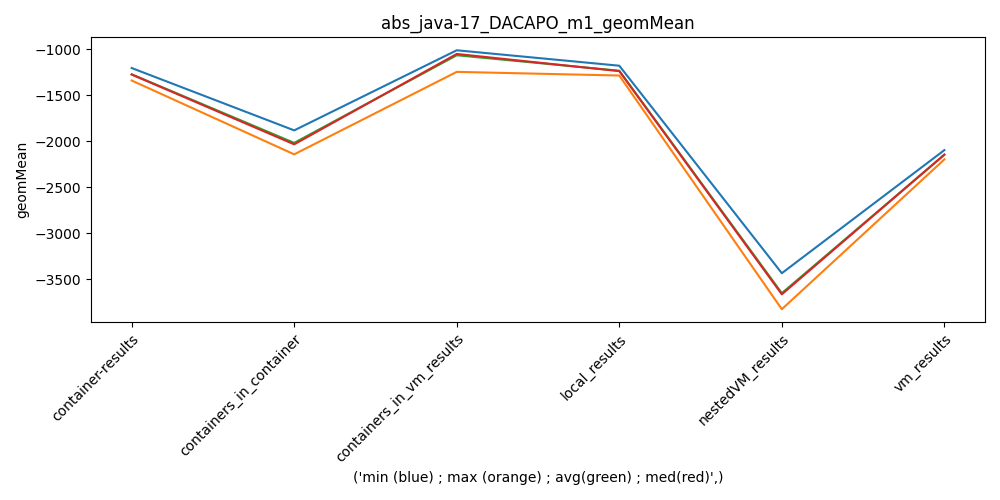 abs_java-17_DACAPO_m1_geomMean
geomMean
−1000
−1500
−2000
−2500
−3000
−3500
container-results
containers_in_container
containers_in_vm_results
local_results
nestedVM_results
vm_results
('min (blue) ; max (orange) ; avg(green) ; med(red)',)